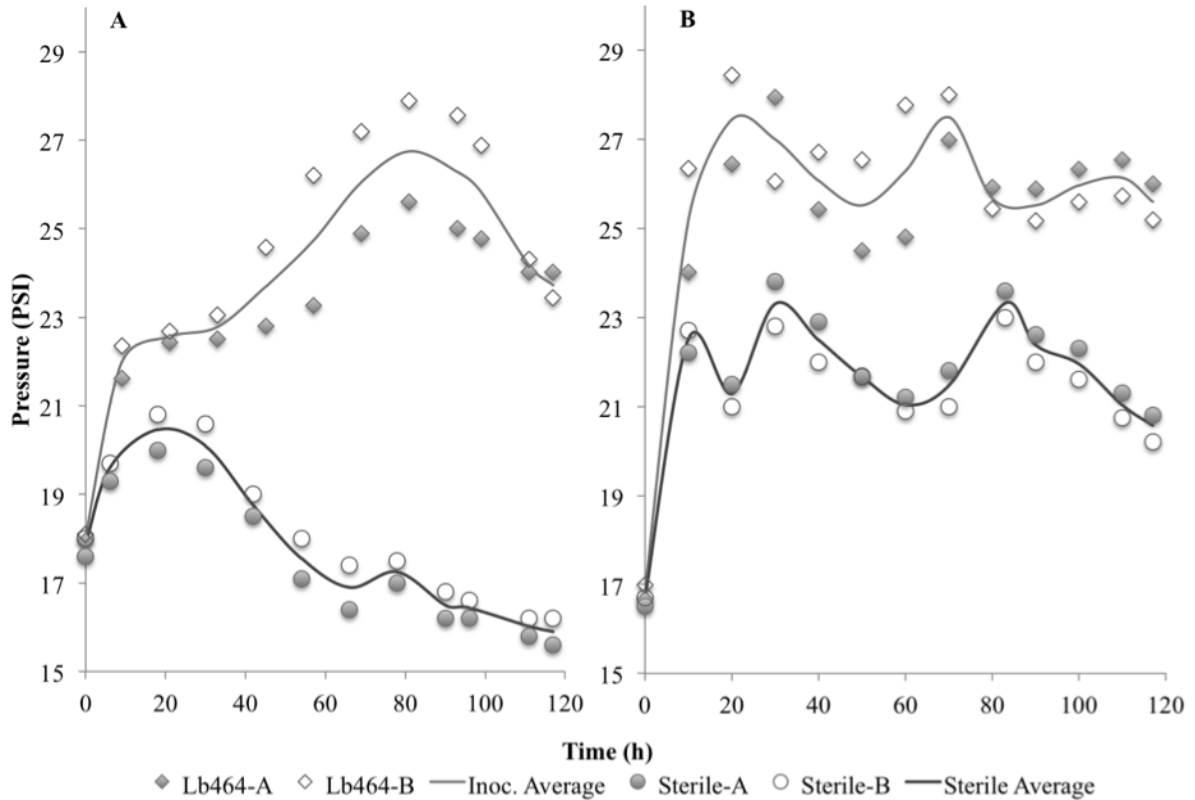 A
B
29
27
25
23
21
19
17
15
Pressure (PSI)
0 20 40 60 80 100 120
29
27
25
23
21
19
17
15
0 20 40 60 80 100 120
Time (h)
Lb464-A Lb464-B Inoc. Average Sterile-A Sterile-B Sterile Average